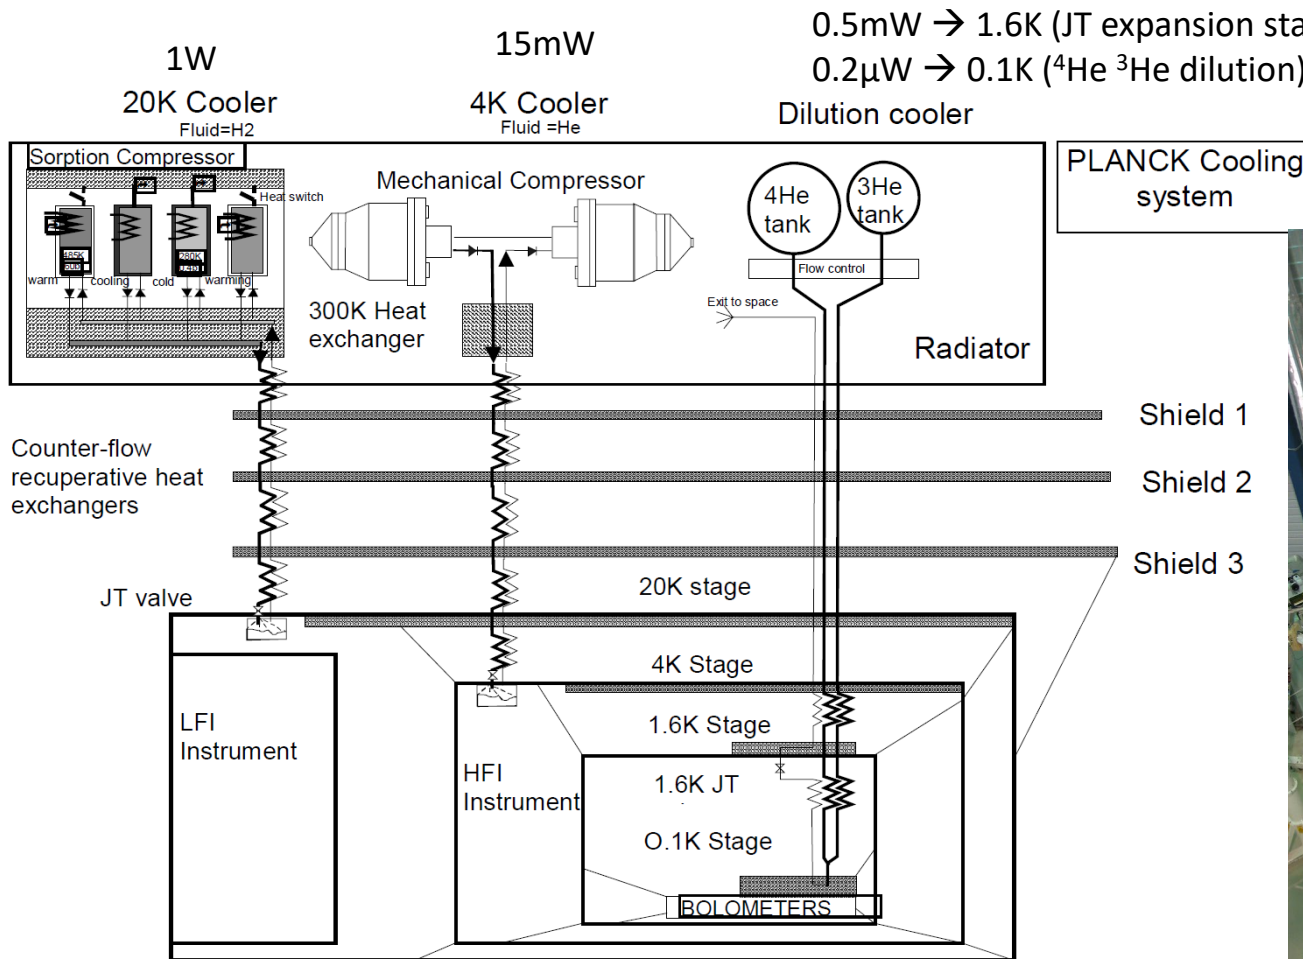 0.5mW → 1.6K (JT expansion sta
0.2µW → 0.1K (⁴He ³He dilution)
1W
15mW
20K Cooler
Fluid=H2
4K Cooler
Fluid =He
Dilution cooler
PLANCK Cooling
system
Sorption Compressor
Heat switch
Mechanical Compressor
4He
tank
3He
tank
485K
280K
warm
cooling
cold
warming
Flow control
300K Heat
exchanger
Exit to space
Radiator
Shield 1
Counter-flow
recuperative heat
exchangers
Shield 2
Shield 3
JT valve
20K stage
4K Stage
LFI
Instrument
1.6K Stage
HFI
Instrument
1.6K JT
O.1K Stage
BOLOMETERS